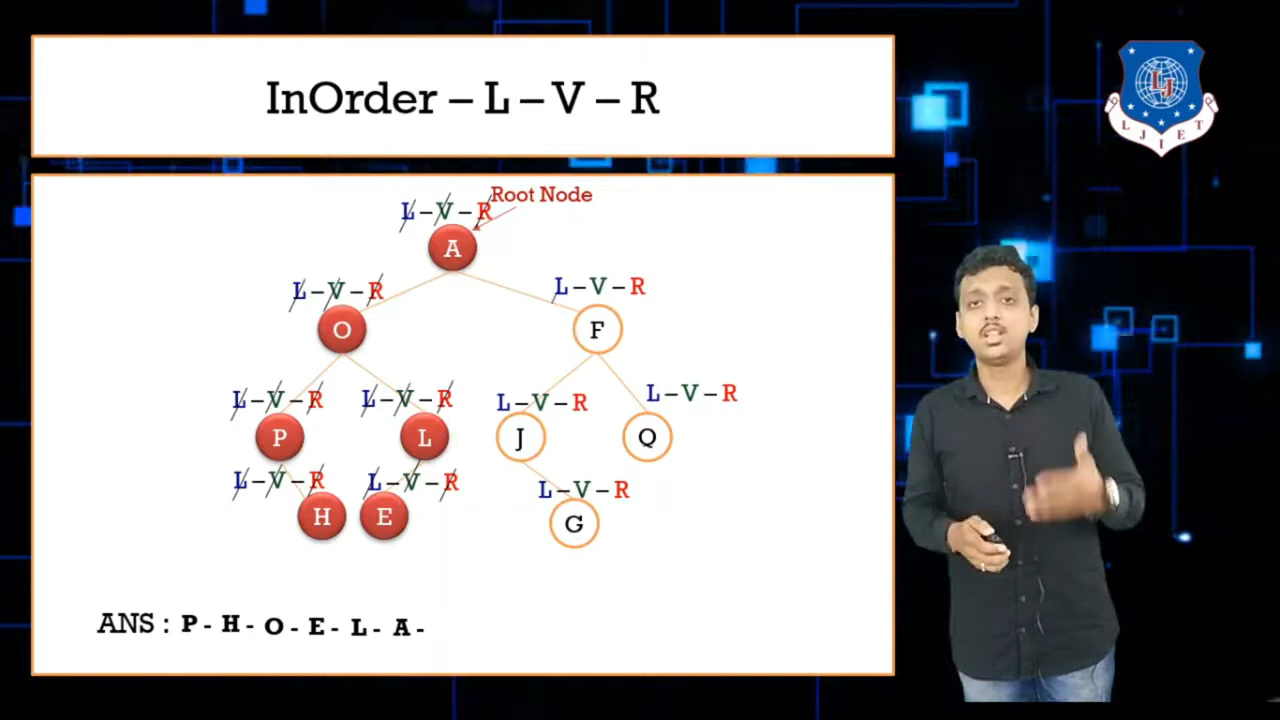 InOrder – L – V – R
L J
L J I E T
Root Node
L – V – R
A
L – V – R
L – V – R
O
F
L – V – R
L – V – R
L – V – R
L – V – R
P
L
J
Q
L – V – R
L – V – R
L – V – R
H
E
G
ANS : P - H - O - E - L - A -